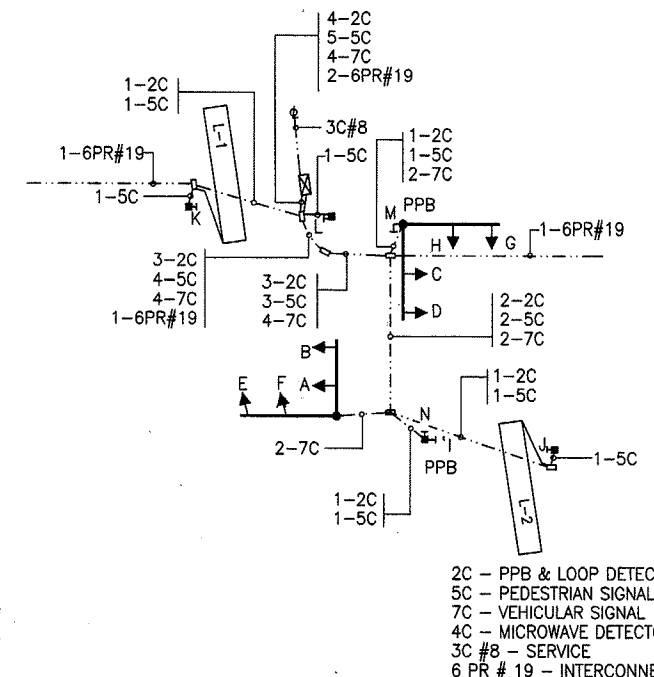 4-2C
5-5C
4-7C
2-6PR#19
1-2C
1-5C
3C#8
1-2C
1-5C
2-7C
1-5C
1-6PR#19
L-1
1-5C
K
L
M
PPB
H
G
1-6PR#19
3-2C
4-5C
4-7C
1-6PR#19
3-2C
3-5C
4-7C
C
D
2-2C
2-5C
2-7C
B
A
E
F
1-2C
1-5C
N
I
J
2-7C
PPB
1-5C
L-2
1-2C
1-5C
2C – PPB & LOOP DETEC
5C – PEDESTRIAN SIGNAL
7C – VEHICULAR SIGNAL
4C – MICROWAVE DETECT
3C #8 – SERVICE
6 PR # 19 – INTERCONNE